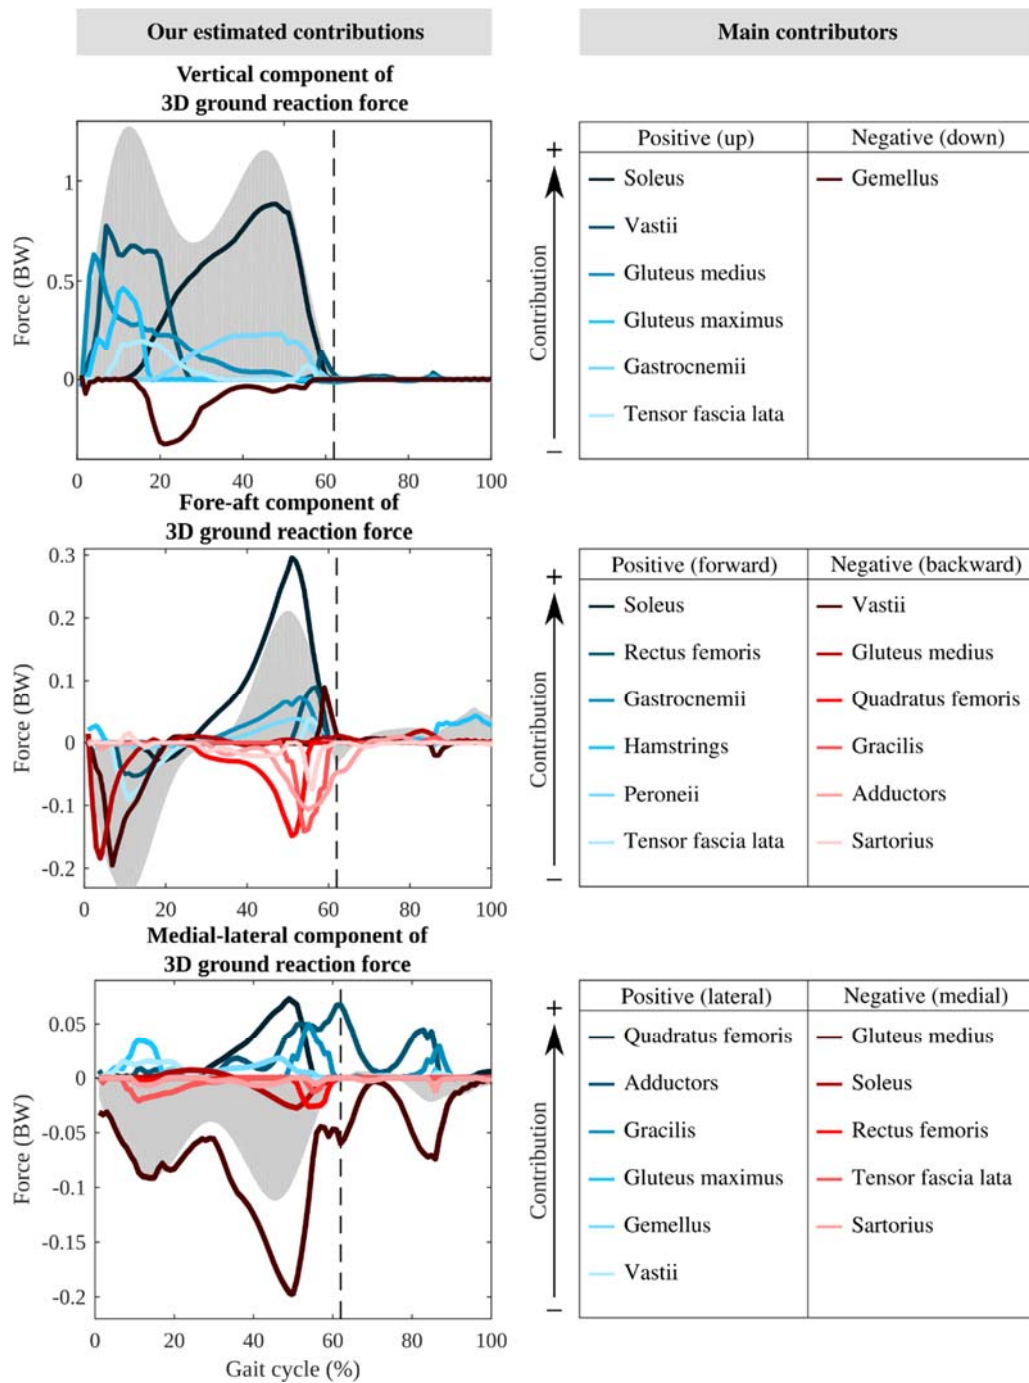 Our estimated contributions
Main contributors
Vertical component of
3D ground reaction force
Force (BW)
1
0.5
0
0
20
40
60
80
100
+
Contribution
–
Positive (up)
Negative (down)
Soleus
Gemellus
Vastii
Gluteus medius
Gluteus maximus
Gastrocnemii
Tensor fascia lata
Fore-aft component of
3D ground reaction force
Force (BW)
0.3
0.2
0.1
0
-0.1
-0.2
0
20
40
60
80
100
+
Contribution
–
Positive (forward)
Negative (backward)
Soleus
Vastii
Rectus femoris
Gluteus medius
Gastrocnemii
Quadratus femoris
Hamstrings
Gracilis
Peroneii
Adductors
Tensor fascia lata
Sartorius
Medial-lateral component of
3D ground reaction force
Force (BW)
0.05
0
-0.05
-0.1
-0.15
-0.2
0
20
40
60
80
100
Gait cycle (%)
+
Contribution
–
Positive (lateral)
Negative (medial)
Quadratus femoris
Gluteus medius
Adductors
Soleus
Gracilis
Rectus femoris
Gluteus maximus
Tensor fascia lata
Gemellus
Sartorius
Vastii